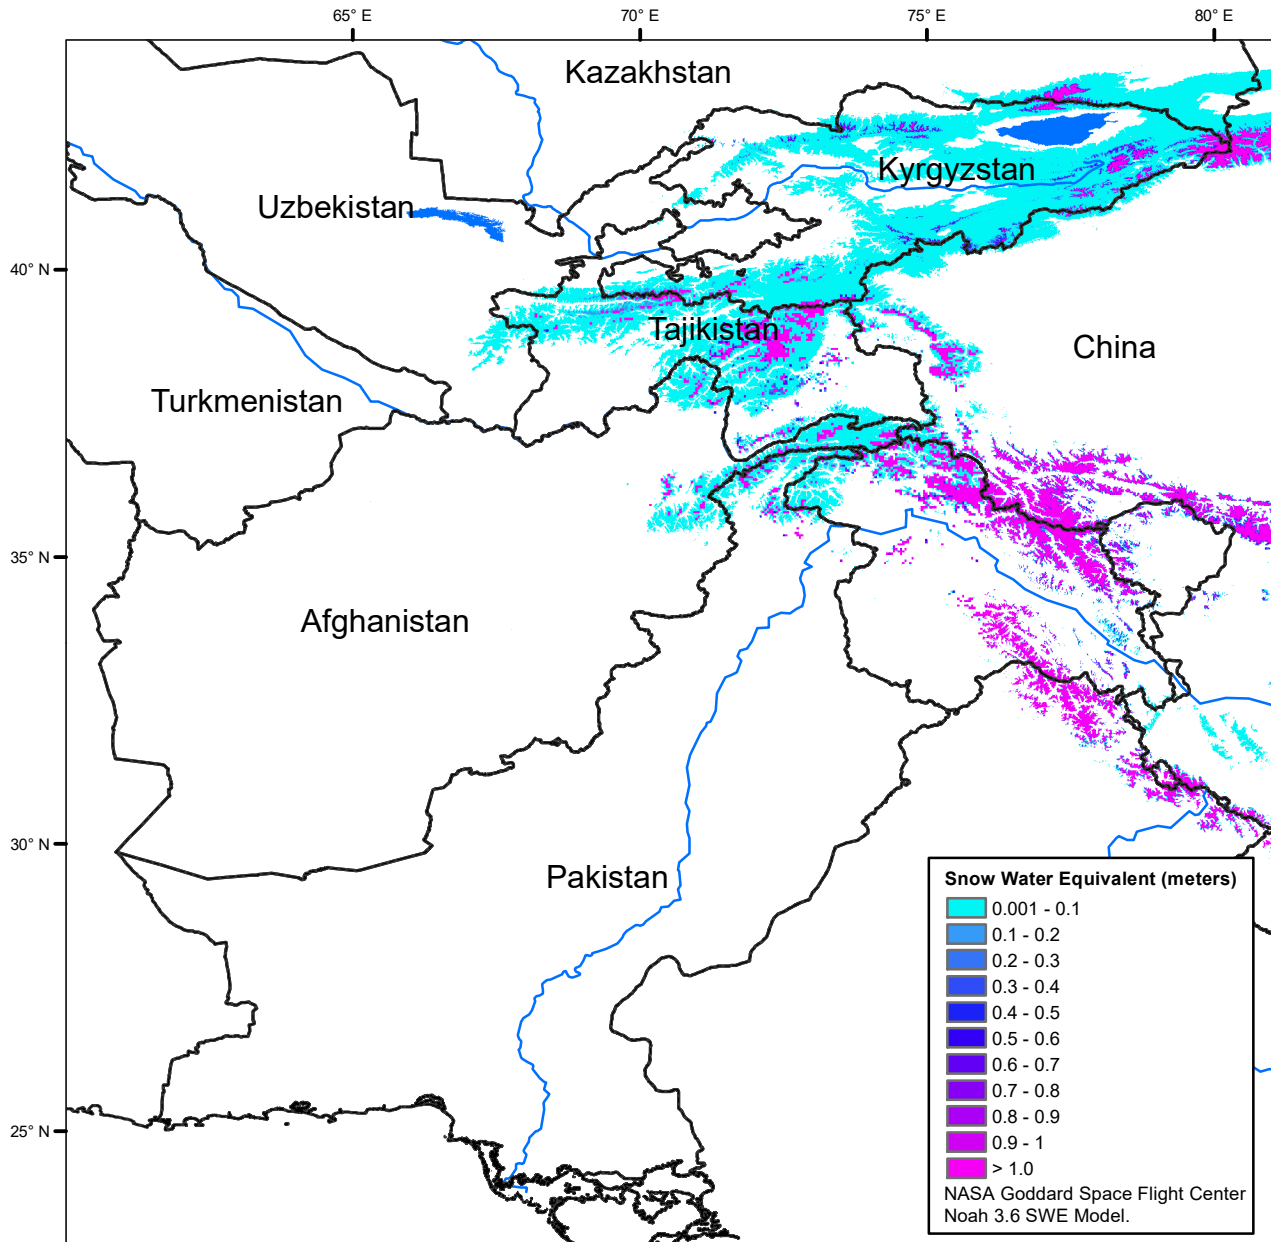 65° E
70° E
75° E
80° E
Kazakhstan
Kyrgyzstan
Uzbekistan
40° N
Tajikistan
China
Turkmenistan
35° N
Afghanistan
30° N
Pakistan
Snow Water Equivalent (meters)
0.001 - 0.1
0.1 - 0.2
0.2 - 0.3
0.3 - 0.4
0.4 - 0.5
0.5 - 0.6
0.6 - 0.7
0.7 - 0.8
0.8 - 0.9
0.9 - 1
> 1.0
25° N
NASA Goddard Space Flight Center
Noah 3.6 SWE Model.